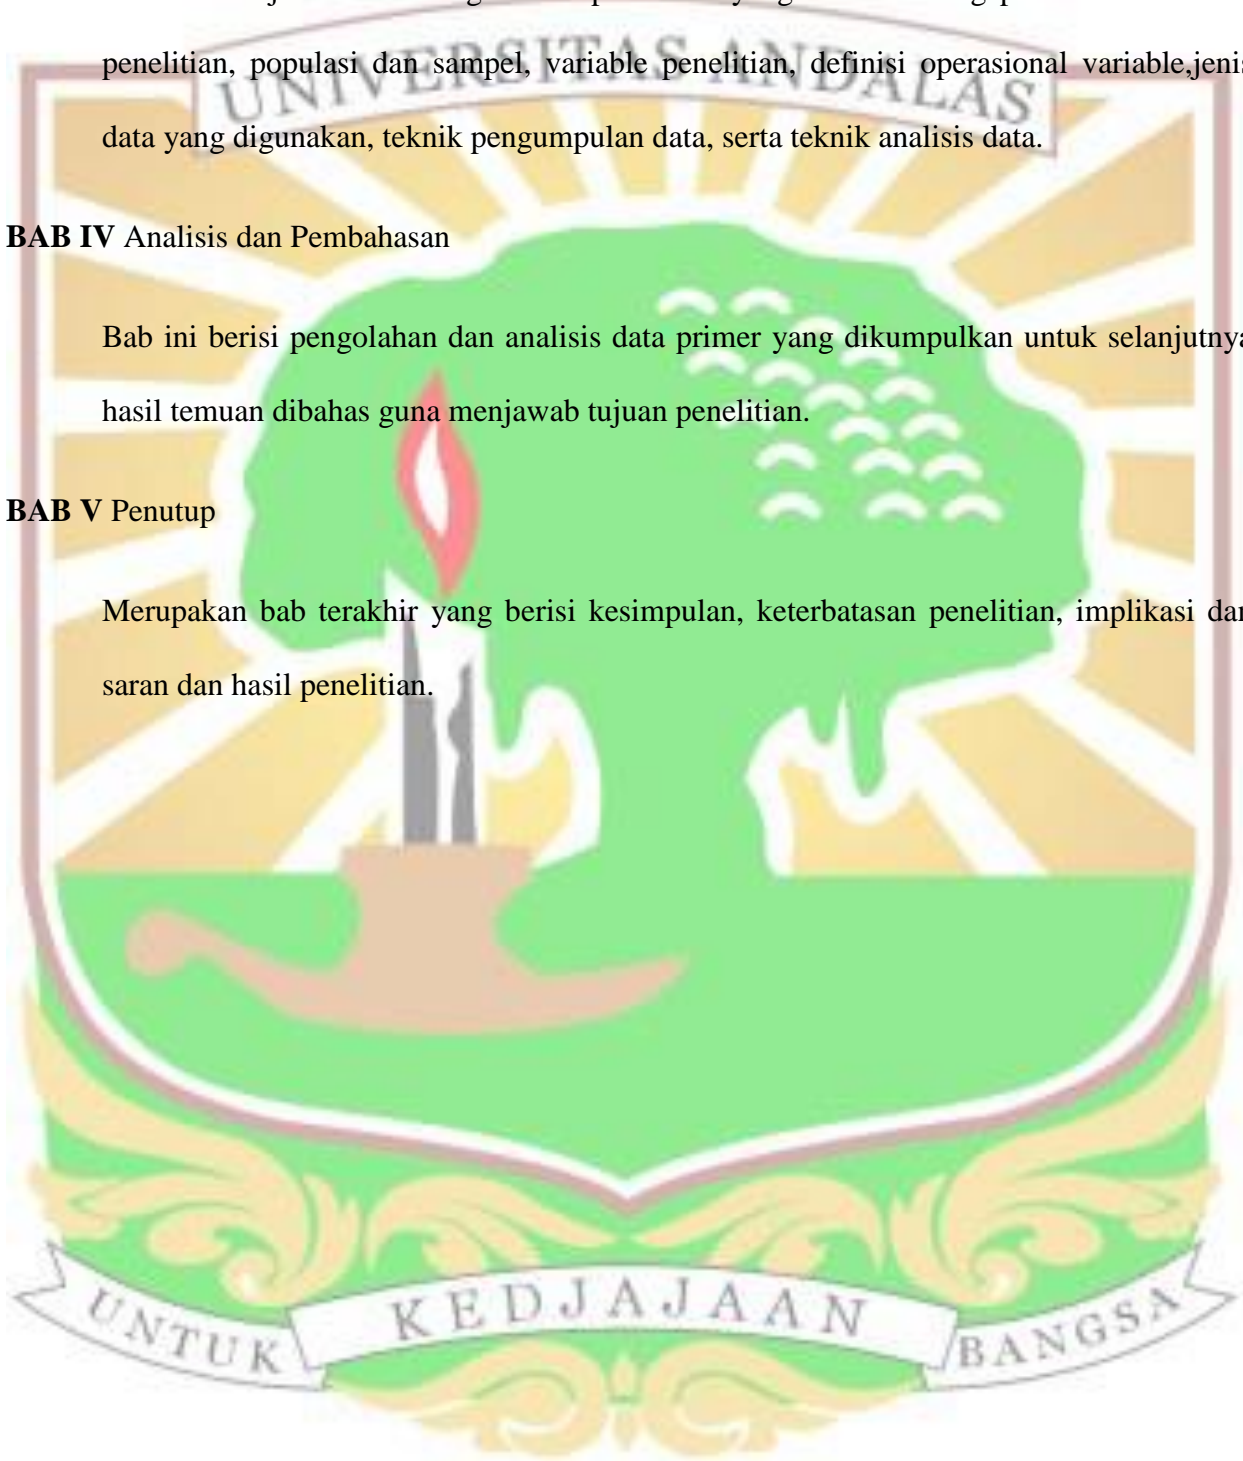 UNIVERSITAS ANDALAS
penelitian, populasi dan sampel, variable penelitian, definisi operasional variable,jenis
data yang digunakan, teknik pengumpulan data, serta teknik analisis data.
BAB IV Analisis dan Pembahasan
Bab ini berisi pengolahan dan analisis data primer yang dikumpulkan untuk selanjutnya
hasil temuan dibahas guna menjawab tujuan penelitian.
BAB V Penutup
Merupakan bab terakhir yang berisi kesimpulan, keterbatasan penelitian, implikasi dan
saran dan hasil penelitian.
UNTUK KEDJAJAAN BANGSA